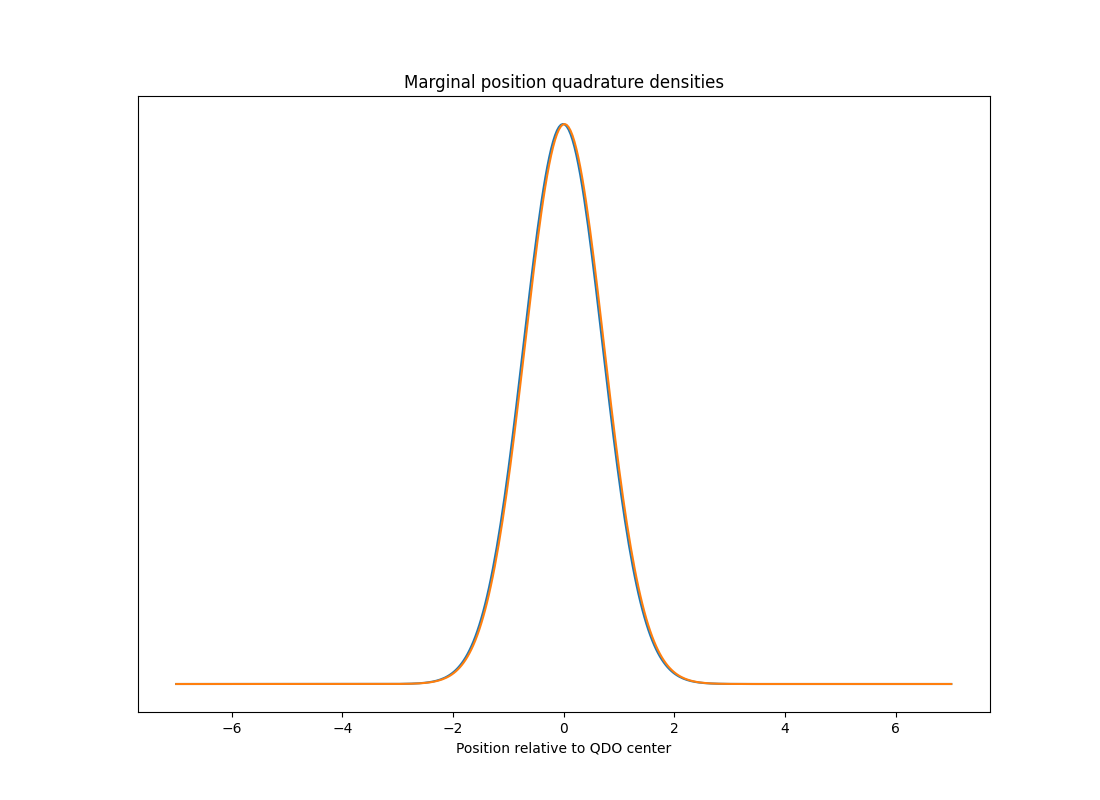 Marginal position quadrature densities
−6 −4 −2 0 2 4 6
Position relative to QDO center